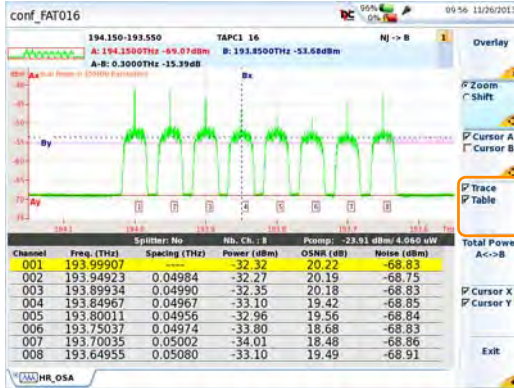 conf_FAT016
95%
0%
09:56 11/26/2013
194.150-193.550 TAPC1 16 NJ -> B 1
A: 194.1500THz -69.07dBm B: 193.8500THz -53.68dBm
A-B: 0.3000THz -15.39dB
Ax
Bx
By
Ay
1 2 3 4 5 6 7 8
Splitter: No Nb. Ch. : 8 Pcomp: -23.91 dBm/ 4.060 uW
Channel Freq. (THz) Spacing (THz) Power (dBm) OSNR (dB) Noise (dBm)
001 193.99907 ---- -32.32 20.22 -68.83
002 193.94923 0.04984 -32.27 20.19 -68.75
003 193.89934 0.04990 -32.35 20.18 -68.83
004 193.84967 0.04967 -33.10 19.42 -68.85
005 193.80011 0.04956 -32.96 19.56 -68.84
006 193.75037 0.04974 -33.80 18.68 -68.83
007 193.70035 0.05002 -34.01 18.48 -68.86
008 193.64955 0.05080 -33.10 19.49 -68.91
HR_OSA
Overlay
Zoom
Shift
Cursor A
Cursor B
Trace
Table
Total Power
A<->B
Cursor X
Cursor Y
Exit